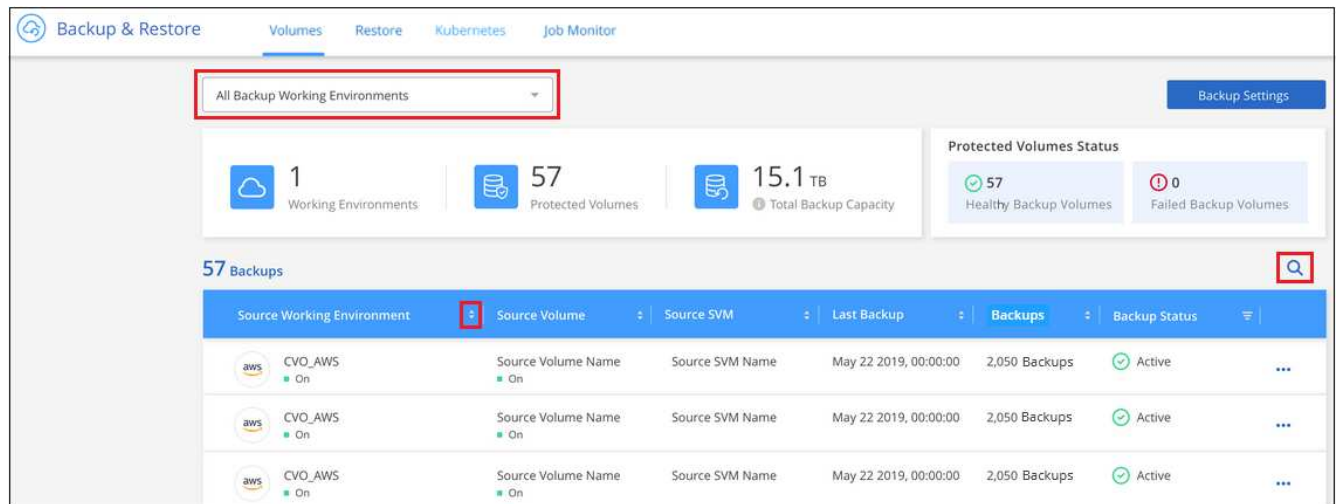 Backup & Restore Volumes Restore Kubernetes Job Monitor
All Backup Working Environments Backup Settings
Protected Volumes Status
1 57 15.1 TB 57 0
Working Environments Protected Volumes Total Backup Capacity Healthy Backup Volumes Failed Backup Volumes
57 Backups
Source Working Environment Source Volume Source SVM Last Backup Backups Backup Status
aws CVO_AWS Source Volume Name Source SVM Name May 22 2019, 00:00:00 2,050 Backups Active ...
On On
aws CVO_AWS Source Volume Name Source SVM Name May 22 2019, 00:00:00 2,050 Backups Active ...
On On
aws CVO_AWS Source Volume Name Source SVM Name May 22 2019, 00:00:00 2,050 Backups Active ...
On On